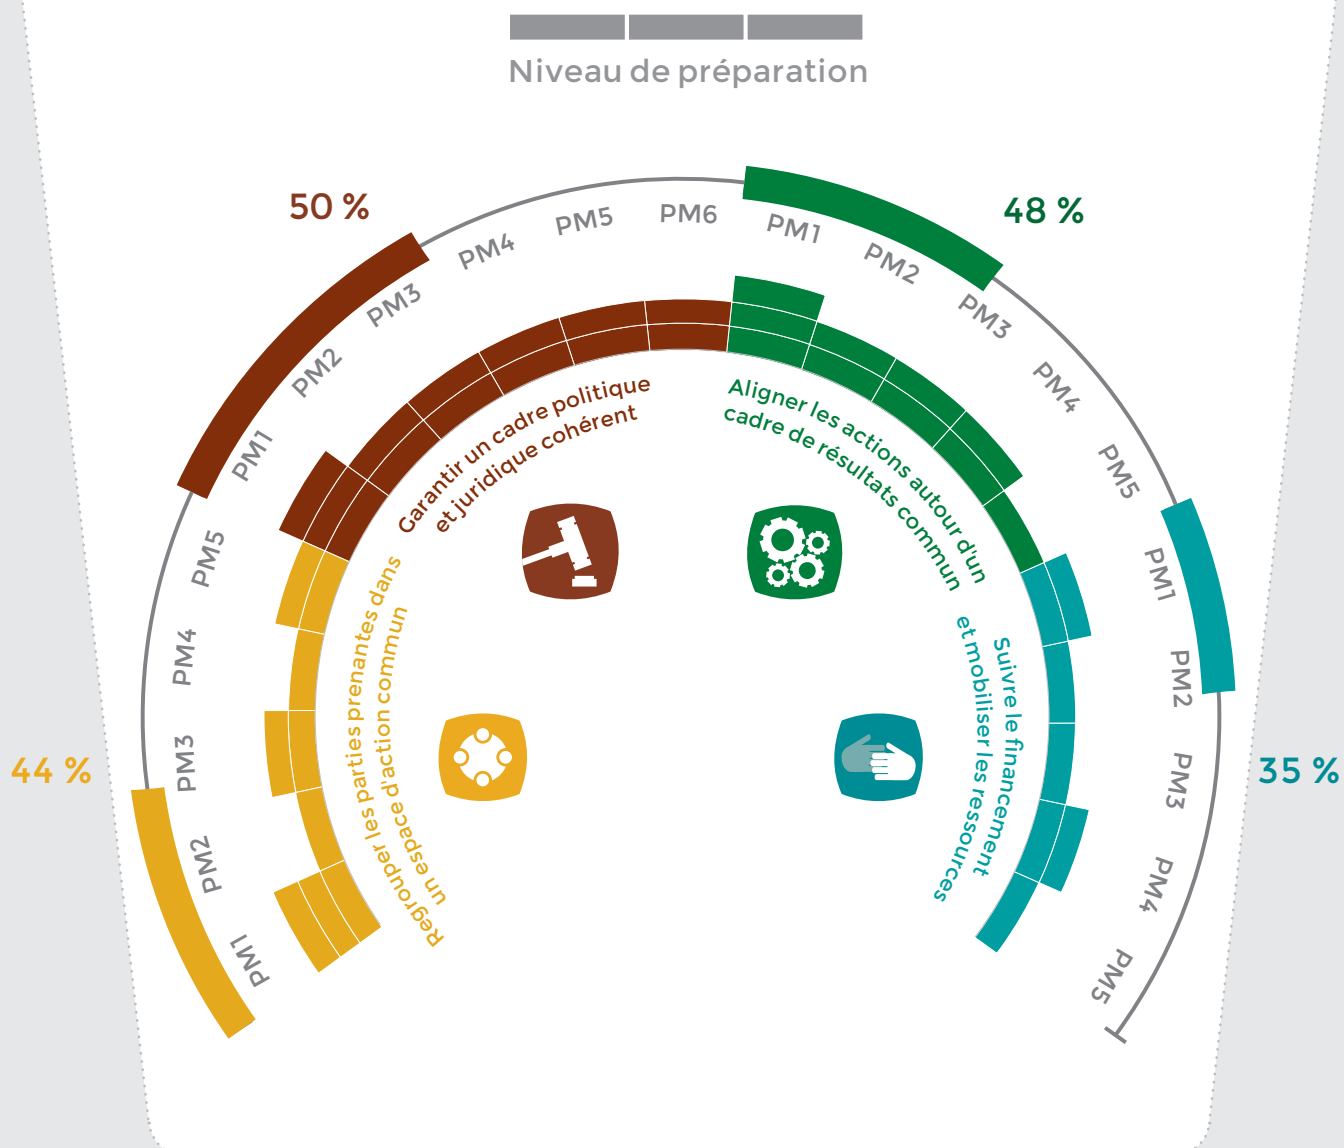 Niveau de préparation
50 %
48 %
44 %
35 %
PM1
PM2
PM3
PM4
PM5
PM1
PM2
PM3
PM4
PM5
PM6
PM1
PM2
PM3
PM4
PM5
PM1
PM2
PM3
PM4
PM5
Regrouper les parties prenantes dans
un espace d'action commun
Garantir un cadre politique
et juridique cohérent
Aligner les actions autour d'un
cadre de résultats commun
Suivre le financement
et mobiliser les ressources